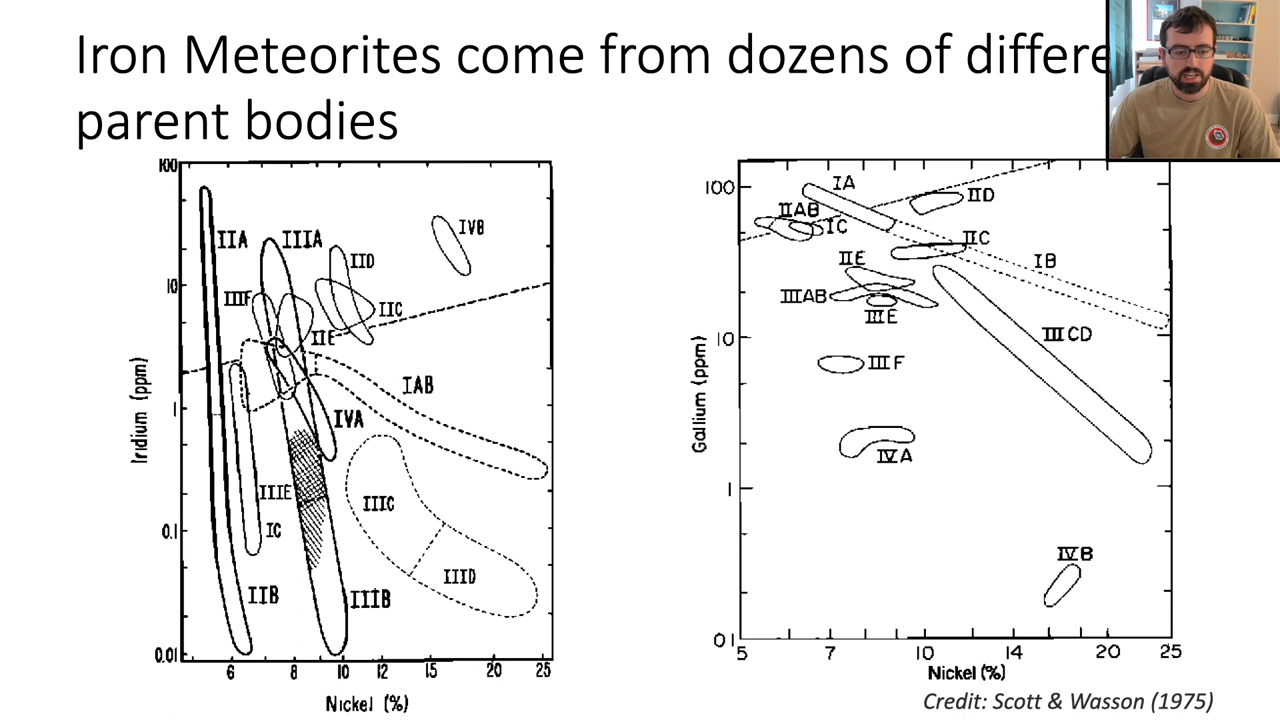 Iron Meteorites come from dozens of differe
parent bodies
100
10
1
0.1
0.01
Iridium (ppm)
IIA
IIIA
IVB
IID
IIIF
IIC
IIE
IAB
IVA
IIIE
IIIC
IC
IIID
IIB
IIIB
6
8
10
12
15
20
25
Nickel (%)
100
10
1
01
Gallium (ppm)
IA
IID
IIAB
IC
IIC
IIE
IB
IIIAB
IIIE
IIICD
IIIF
IVA
IVB
5
7
10
14
20
25
Nickel (%)
Credit: Scott & Wasson (1975)